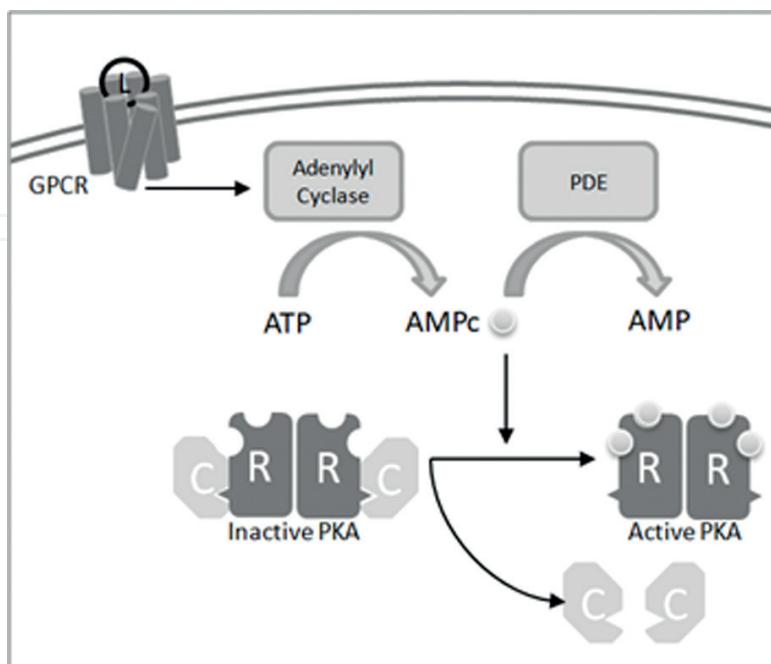 L
GPCR
Adenylyl
Cyclase
PDE
ATP
AMPc
AMP
C
R
R
C
Inactive PKA
R
R
Active PKA
C
C